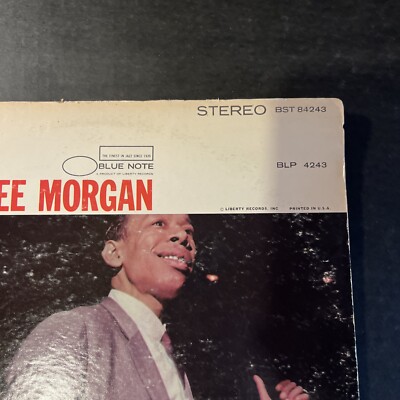 STEREO BST 84243
THE FINEST IN JAZZ SINCE 1939
BLUE NOTE
A PRODUCT OF LIBERTY RECORDS
BLP 4243
EE MORGAN
© LIBERTY RECORDS, INC. PRINTED IN U.S.A.